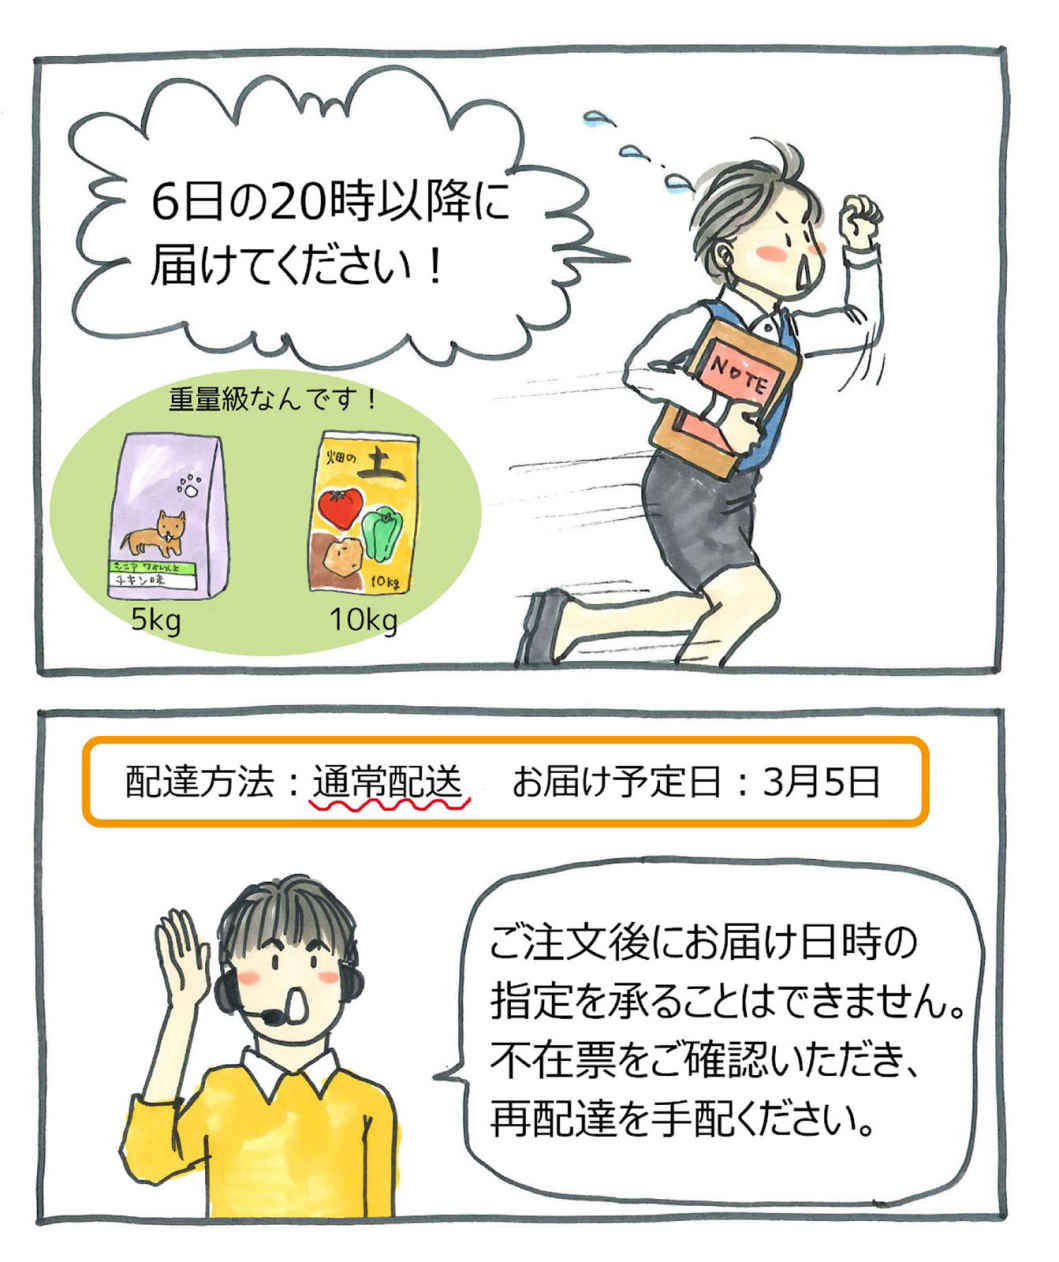 6日の20時以降に
届けてください！
NOTE
重量級なんです！
畑の
土
シニア
チキン味
10kg
5kg
10kg
配達方法：通常配送　お届け予定日：3月5日
ご注文後にお届け日時の
指定を承ることはできません。
不在票をご確認いただき、
再配達を手配ください。